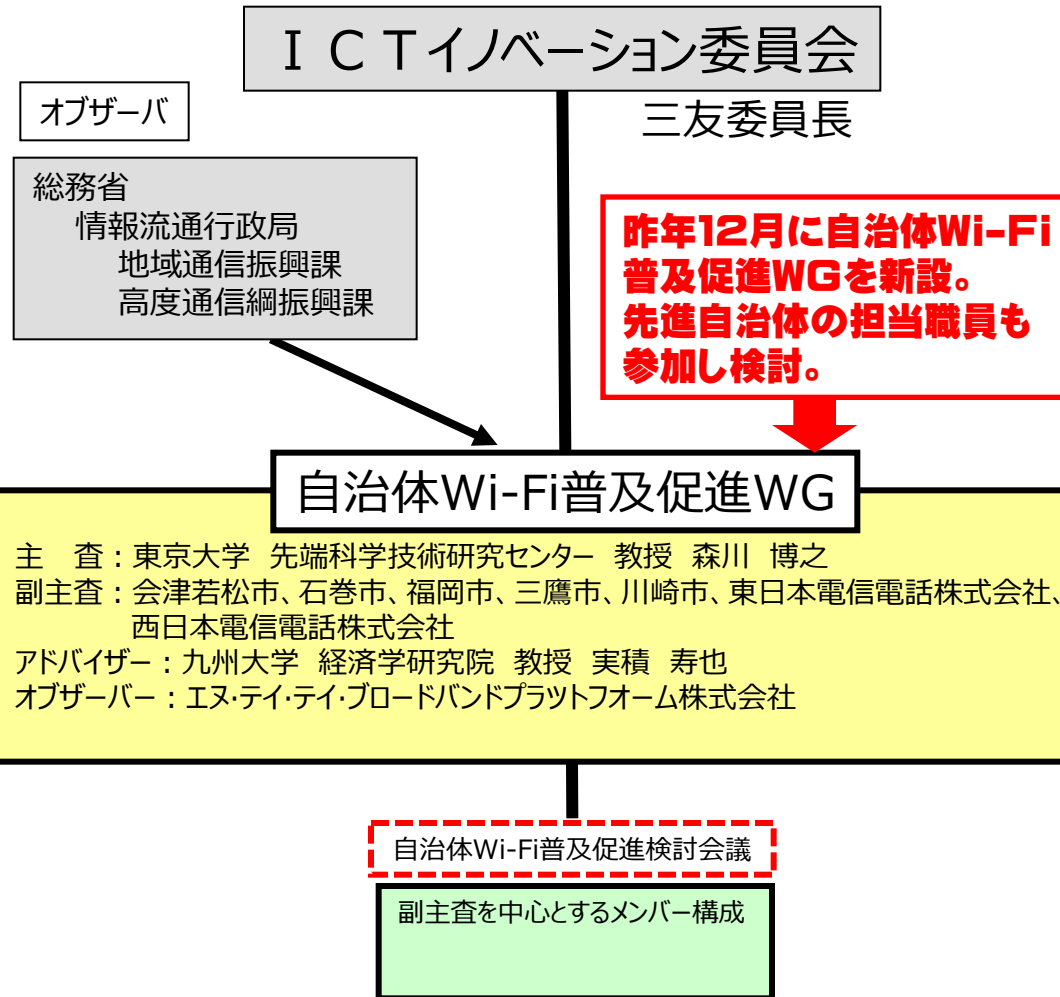 ＩＣＴイノベーション委員会
三友委員長
オブザーバ
総務省
情報流通行政局
地域通信振興課
高度通信網振興課
昨年12月に自治体Wi-Fi
普及促進WGを新設。
先進自治体の担当職員も
参加し検討。
自治体Wi-Fi普及促進WG
主　査：東京大学 先端科学技術研究センター 教授 森川 博之
副主査：会津若松市、石巻市、福岡市、三鷹市、川崎市、東日本電信電話株式会社、
西日本電信電話株式会社
アドバイザー：九州大学 経済学研究院 教授 実積 寿也
オブザーバー：エヌ・テイ・テイ・ブロードバンドプラツトフオーム株式会社
自治体Wi-Fi普及促進検討会議
副主査を中心とするメンバー構成